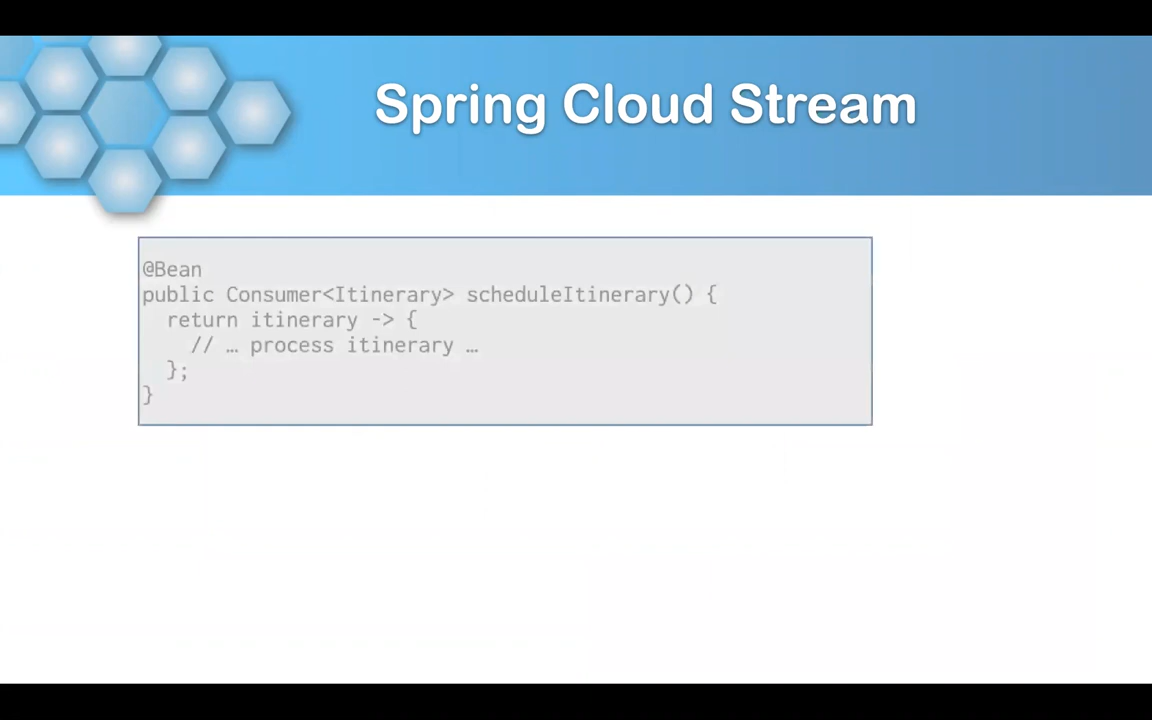 Spring Cloud Stream
@Bean
public Consumer<Itinerary> scheduleItinerary() {
  return itinerary -> {
    // … process itinerary …
  };
}